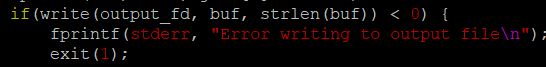 if(write(output_fd, buf, strlen(buf)) < 0) {
fprintf(stderr, "Error writing to output file\n");
exit(1);